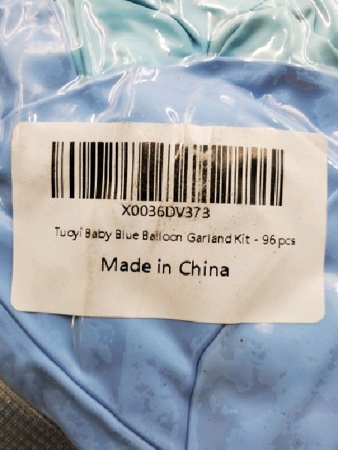 X0036DV373
Tuoyi Baby Blue Balloon Garland Kit - 96 pcs
Made in China